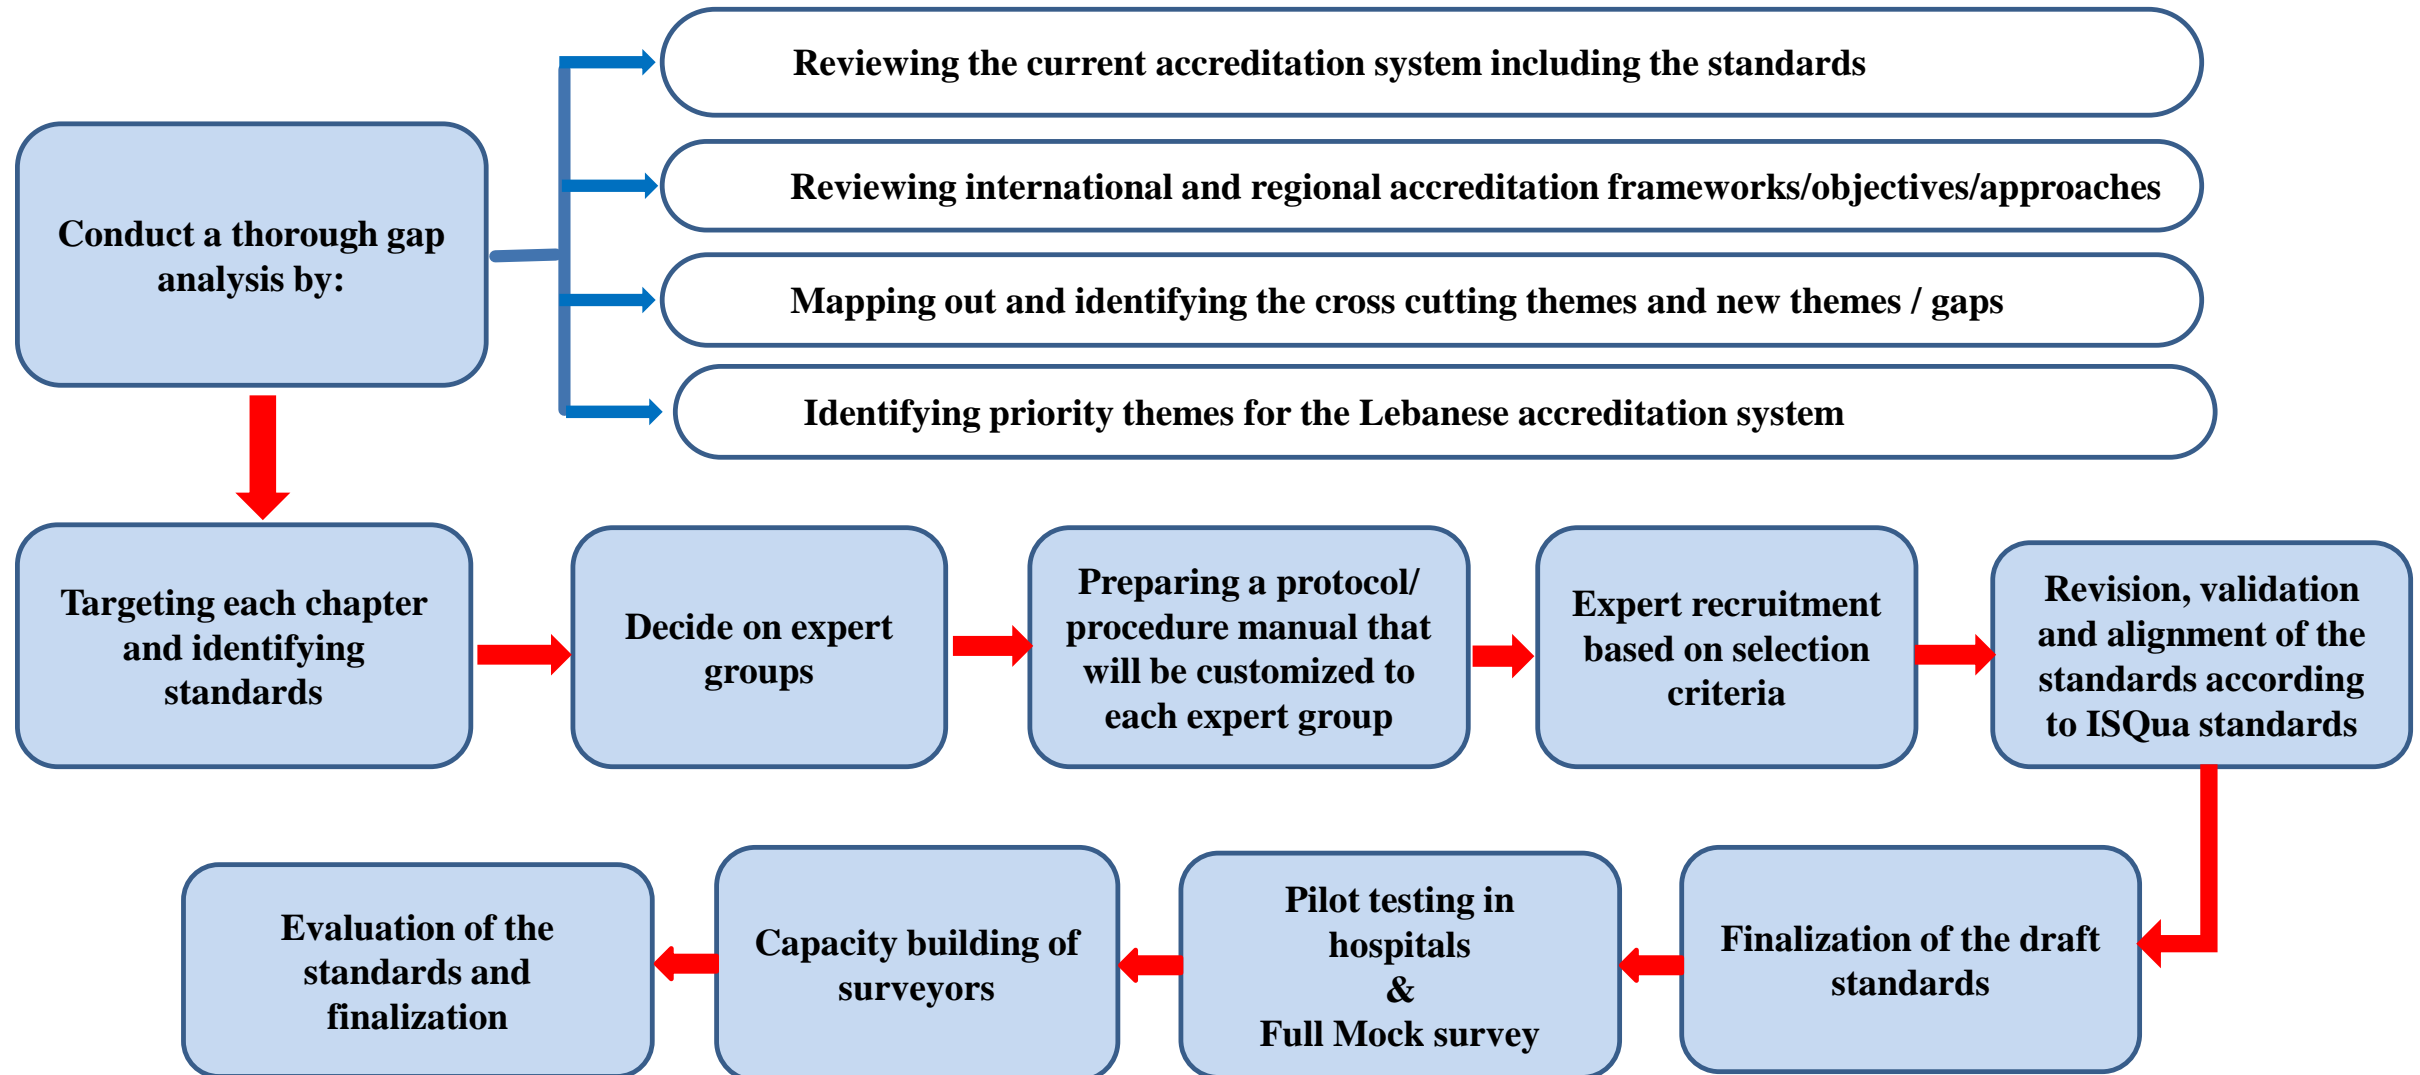 Reviewing the current accreditation system including the standards
Conduct a thorough gap
analysis by:
Reviewing international and regional accreditation frameworks/objectives/approaches
Mapping out and identifying the cross cutting themes and new themes / gaps
Identifying priority themes for the Lebanese accreditation system
Targeting each chapter
and identifying
standards
Decide on expert
groups
Preparing a protocol/
procedure manual that
will be customized to
each expert group
Expert recruitment
based on selection
criteria
Revision, validation
and alignment of the
standards according
to ISQua standards
Finalization of the draft
standards
Pilot testing in
hospitals
&
Full Mock survey
Capacity building of
surveyors
Evaluation of the
standards and
finalization